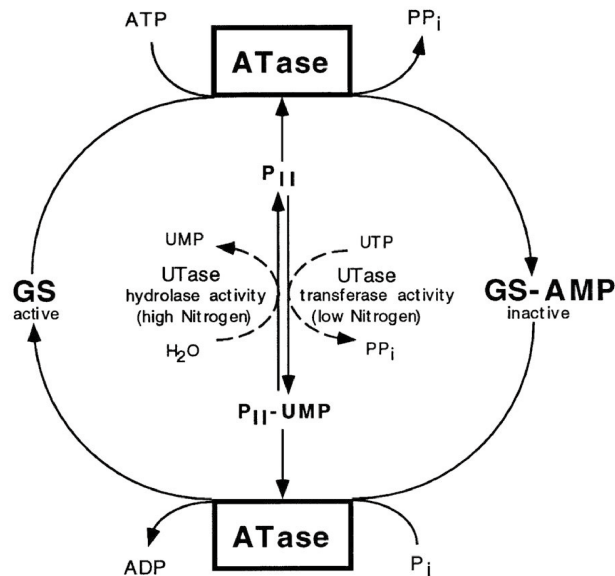 ATP
PPi
ATase
PII
UMP
UTP
UTase
hydrolase activity
(high Nitrogen)
UTase
transferase activity
(low Nitrogen)
GS
active
GS-AMP
inactive
H2O
PPi
PII-UMP
ATase
ADP
Pi